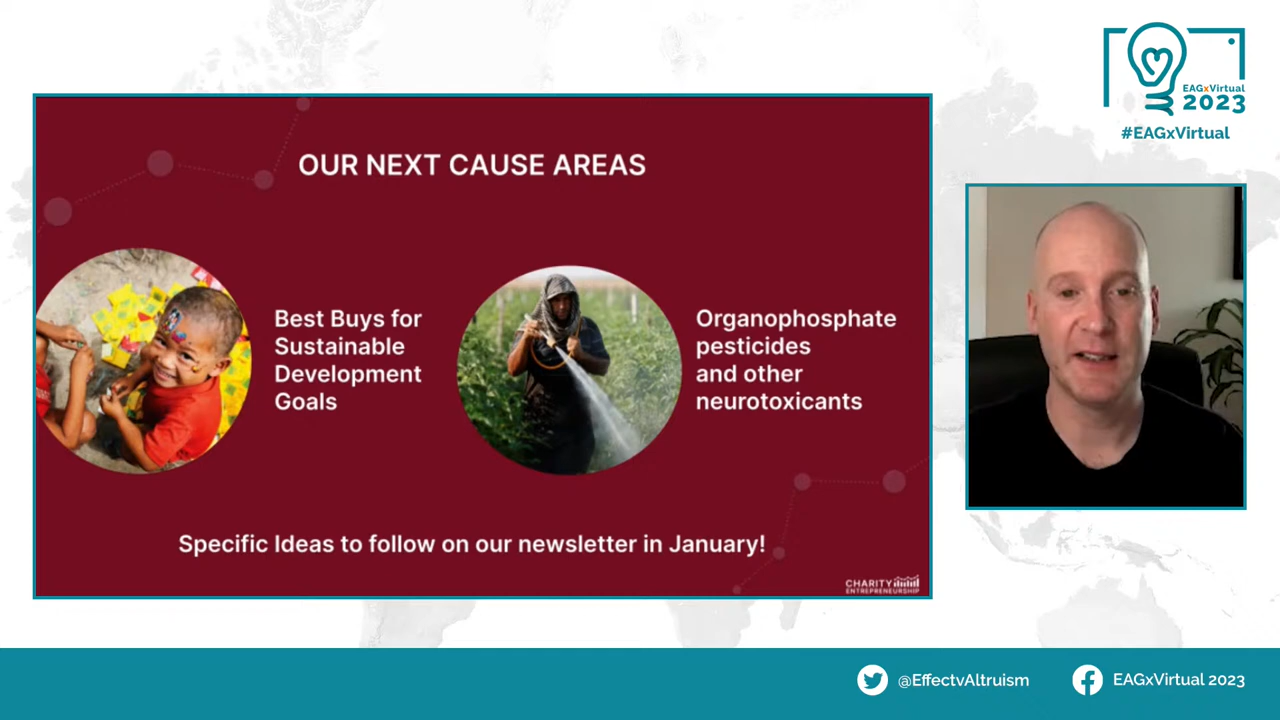 EAGxVirtual
2023
#EAGxVirtual
OUR NEXT CAUSE AREAS
Best Buys for
Sustainable
Development
Goals
Organophosphate
pesticides
and other
neurotoxicants
Specific Ideas to follow on our newsletter in January!
CHARITY
ENTREPRENEURSHIP
@EffectvAltruism
EAGxVirtual 2023